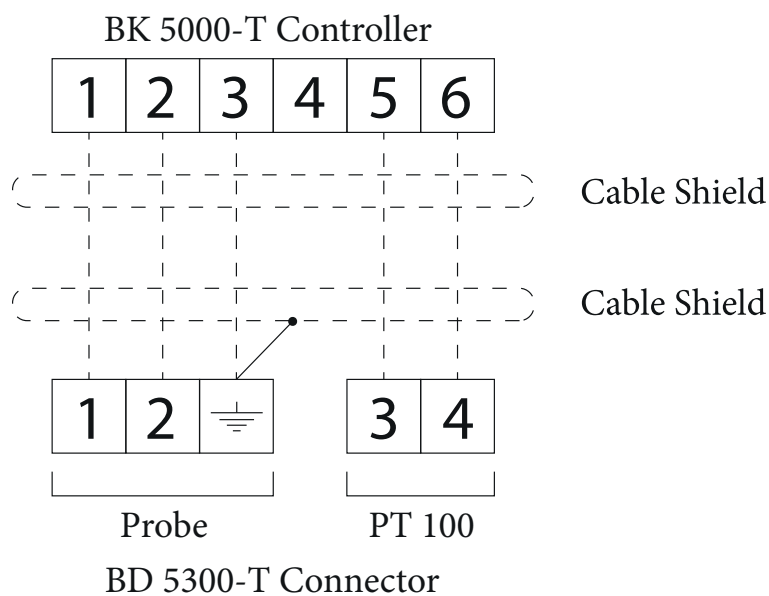 BK 5000-T Controller
1 2 3 4 5 6
Cable Shield
Cable Shield
1 2 3 4
Probe PT 100
BD 5300-T Connector